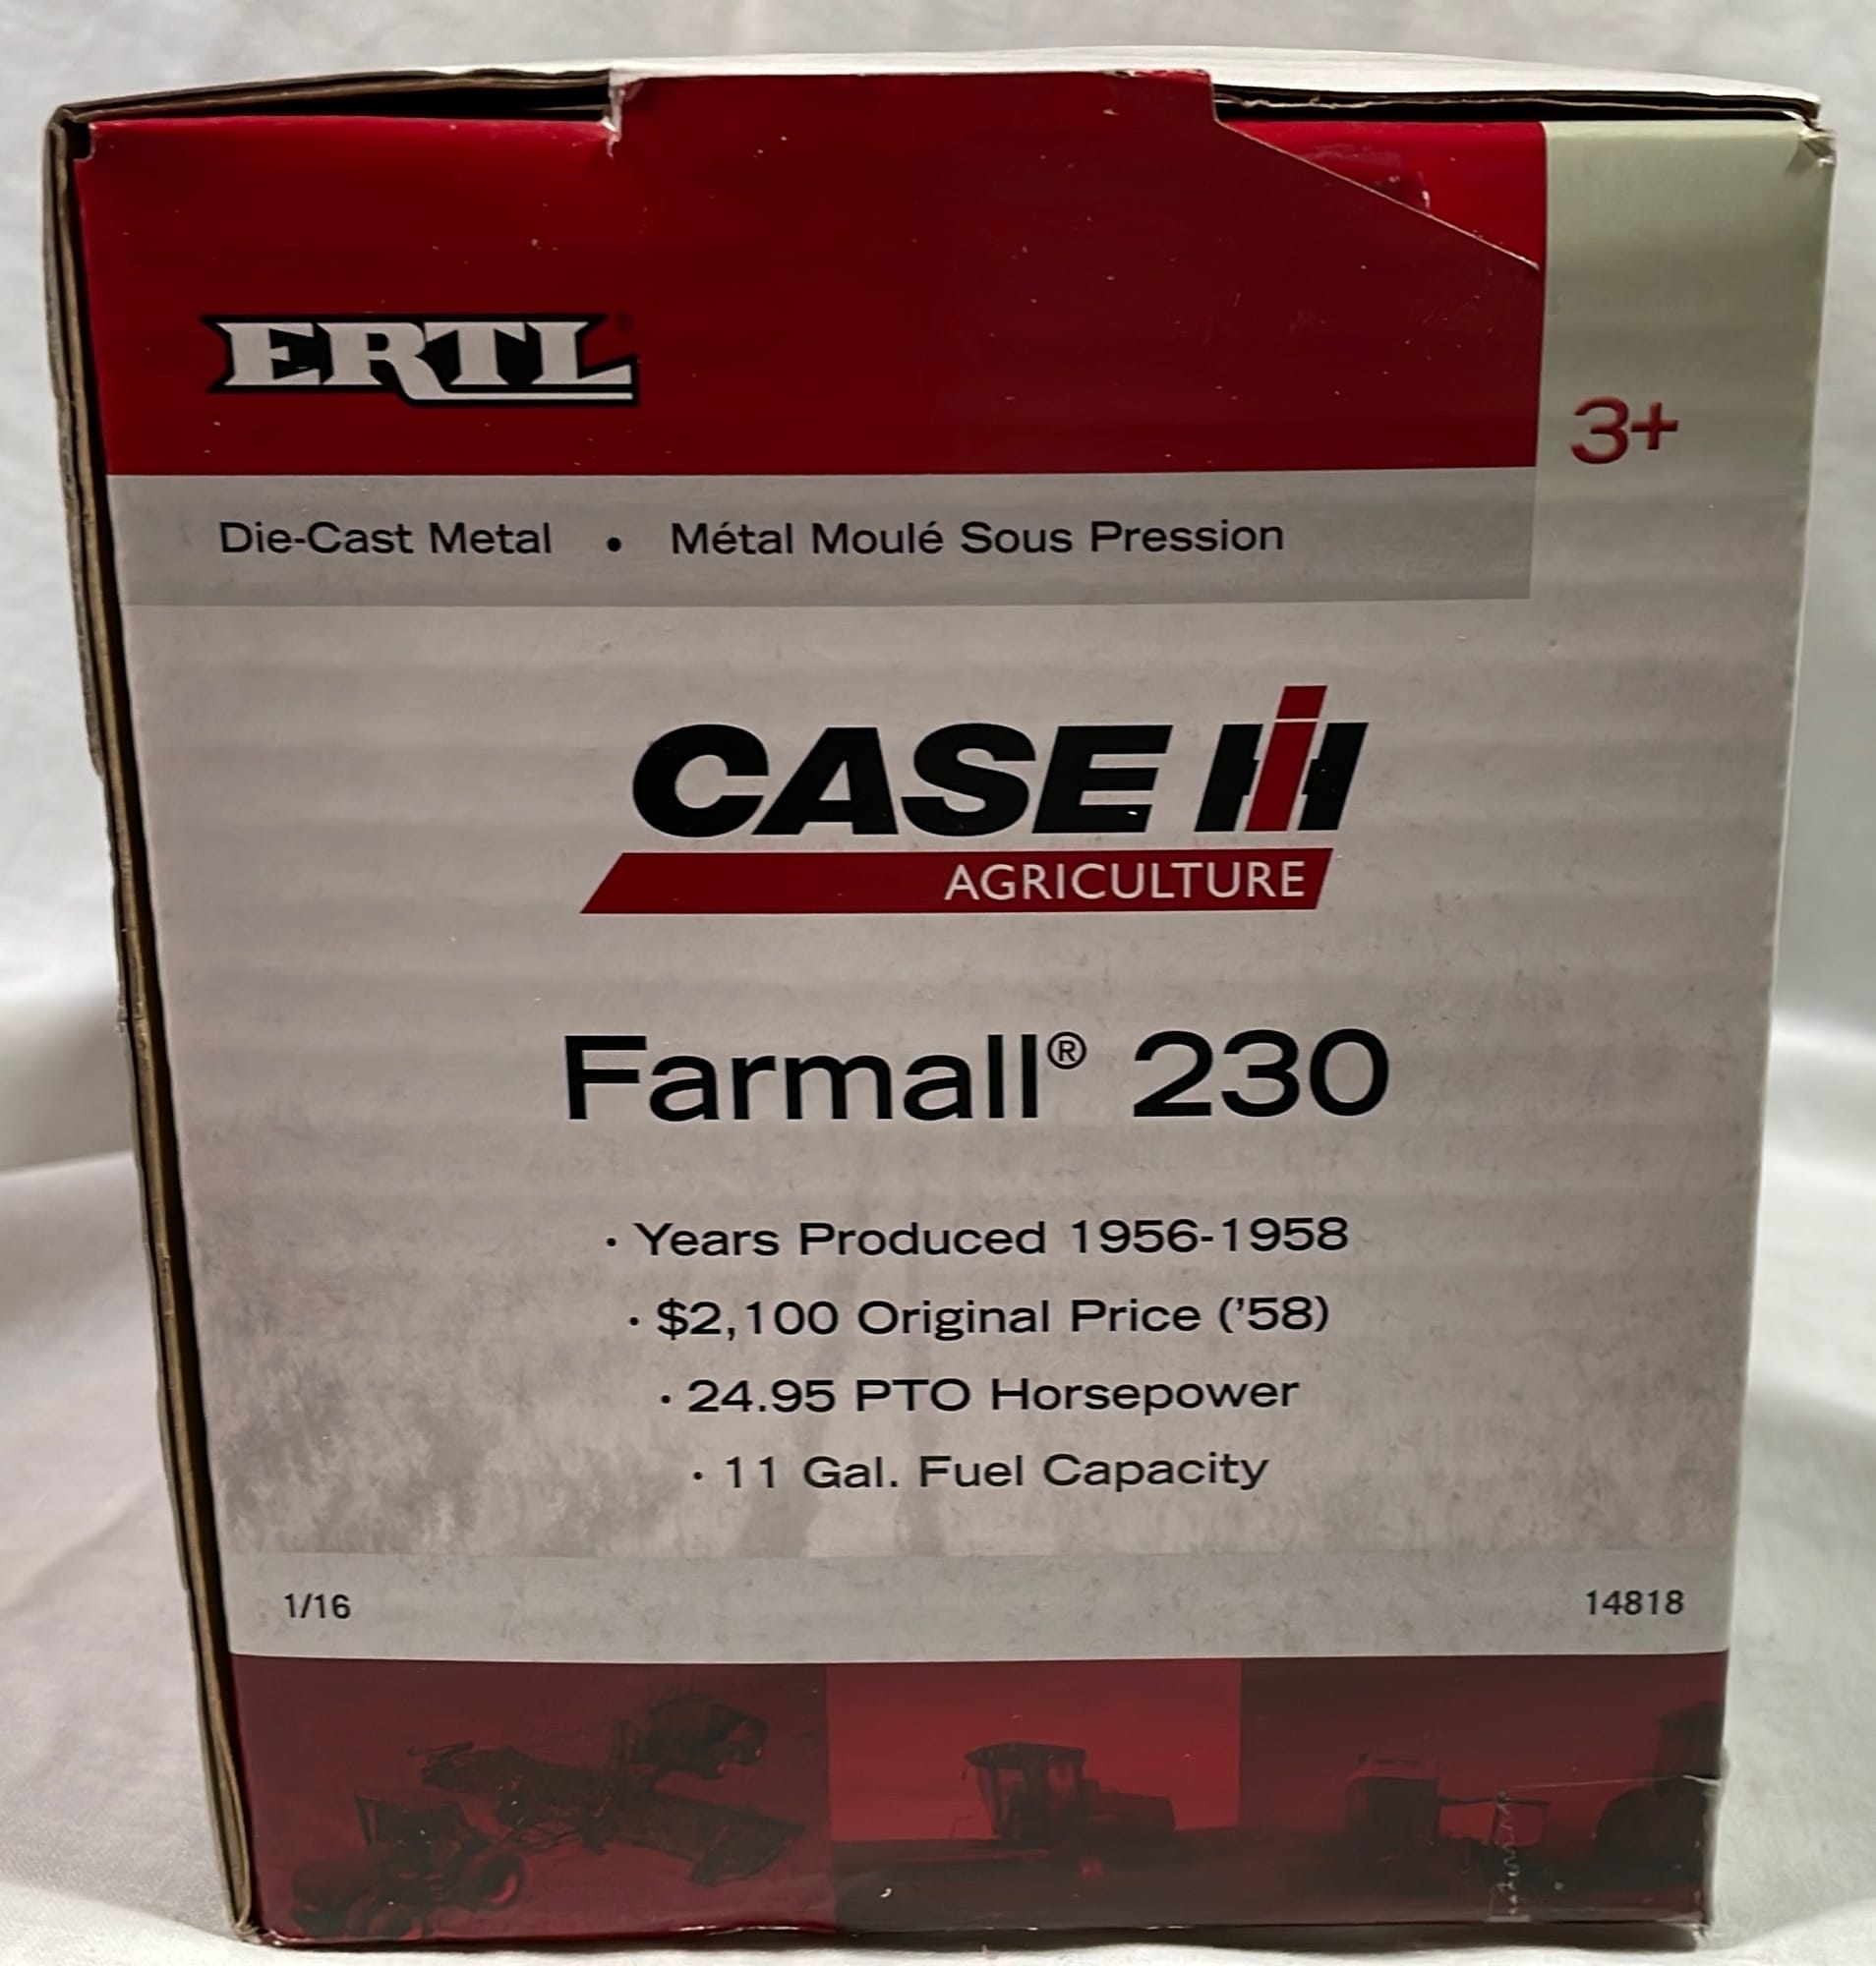 ERTL
3+
Die-Cast Metal • Métal Moulé Sous Pression
CASE IH
AGRICULTURE
Farmall® 230
· Years Produced 1956-1958
· $2,100 Original Price ('58)
· 24.95 PTO Horsepower
· 11 Gal. Fuel Capacity
1/16 14818